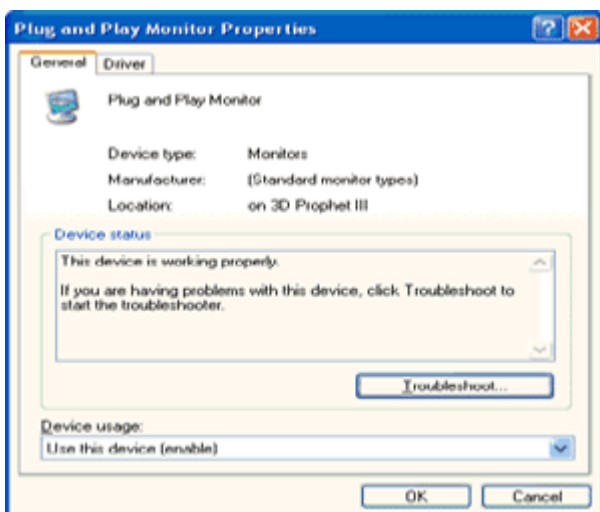 Plug and Play Monitor Properties
General Driver
Plug and Play Monitor
Device type: Monitors
Manufacturer: (Standard monitor types)
Location: on 3D Prophet III
Device status
This device is working properly.
If you are having problems with this device, click Troubleshoot to
start the troubleshooter.
Troubleshoot...
Device usage:
Use this device (enable)
OK Cancel